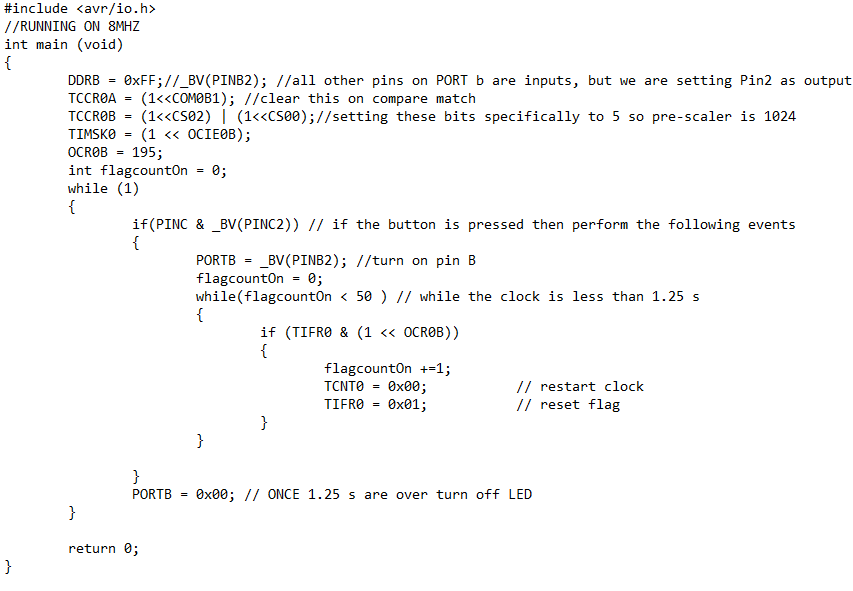 #include <avr/io.h>
//RUNNING ON 8MHZ
int main (void)
{
        DDRB = 0xFF;//_BV(PINB2); //all other pins on PORT b are inputs, but we are setting Pin2 as output
        TCCR0A = (1<<COM0B1); //clear this on compare match
        TCCR0B = (1<<CS02) | (1<<CS00);//setting these bits specifically to 5 so pre-scaler is 1024
        TIMSK0 = (1 << OCIE0B);
        OCR0B = 195;
        int flagcountOn = 0;
        while (1)
        {
                if(PINC & _BV(PINC2)) // if the button is pressed then perform the following events
                {
                        PORTB = _BV(PINB2); //turn on pin B
                        flagcountOn = 0;
                        while(flagcountOn < 50 ) // while the clock is less than 1.25 s
                        {
                                if (TIFR0 & (1 << OCR0B))
                                {
                                        flagcountOn +=1;
                                        TCNT0 = 0x00;           // restart clock
                                        TIFR0 = 0x01;           // reset flag
                                }
                        }

                }
                PORTB = 0x00; // ONCE 1.25 s are over turn off LED
        }

        return 0;
}